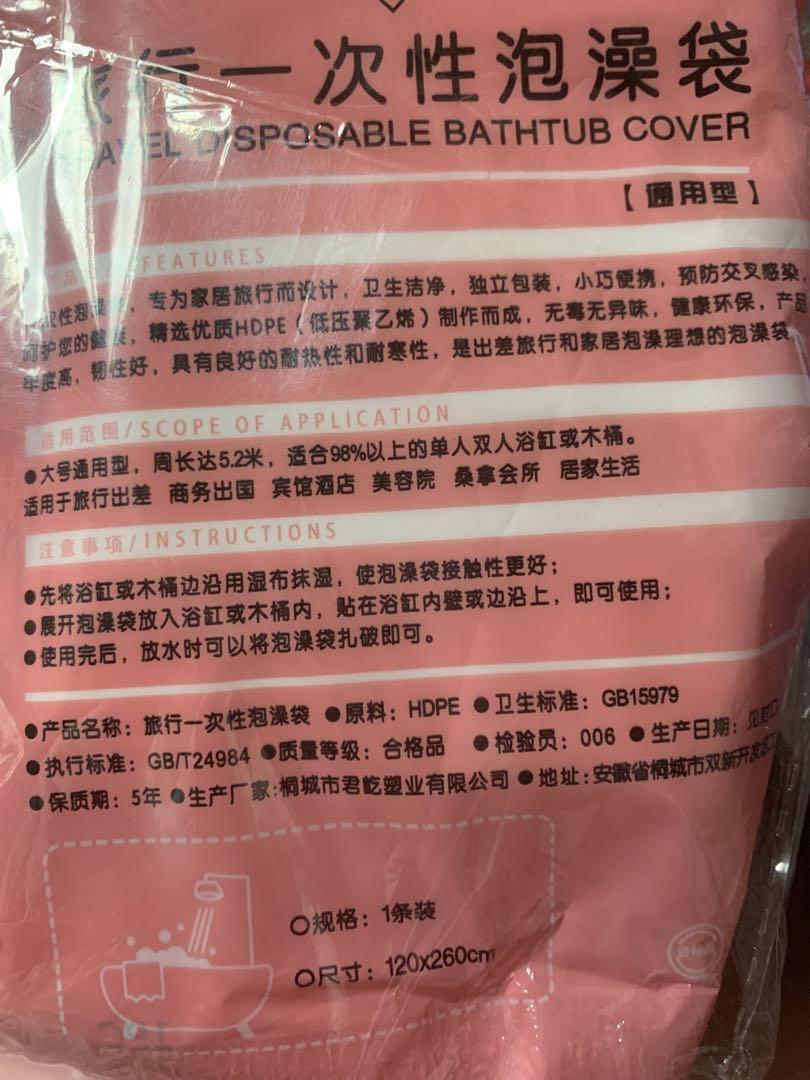 行一次性泡澡袋
DISPOSABLE BATHTUB COVER
【通用型】
品 FEATURES
次性泡澡 ，专为家居旅行而设计，卫生洁净，独立包装，小巧便携，预防交叉感染，
呵护您的健康，精选优质HDPE（低压聚乙烯）制作而成，无毒无异味，健康环保，产品
牢度高，韧性好，具有良好的耐热性和耐寒性，是出差旅行和家居泡澡理想的泡澡袋
适用范围/SCOPE OF APPLICATION
●大号通用型，周长达5.2米，适合98%以上的单人双人浴缸或木桶。
适用于旅行出差 商务出国 宾馆酒店 美容院 桑拿会所 居家生活
注意事项/INSTRUCTIONS
●先将浴缸或木桶边沿用湿布抹湿，使泡澡袋接触性更好；
●展开泡澡袋放入浴缸或木桶内，贴在浴缸内壁或边沿上，即可使用；
●使用完后，放水时可以将泡澡袋扎破即可。
●产品名称：旅行一次性泡澡袋 ●原料：HDPE ●卫生标准：GB15979
●执行标准：GB/T24984 ●质量等级：合格品 ●检验员：006 ●生产日期：见封口
●保质期：5年 ●生产厂家:桐城市君屹塑业有限公司 ●地址:安徽省桐城市双新开发区
○规格：1条装
○尺寸：120x260cm